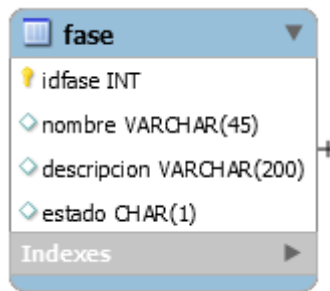 fase
idfase INT
nombre VARCHAR(45)
descripcion VARCHAR(200)
estado CHAR(1)
Indexes